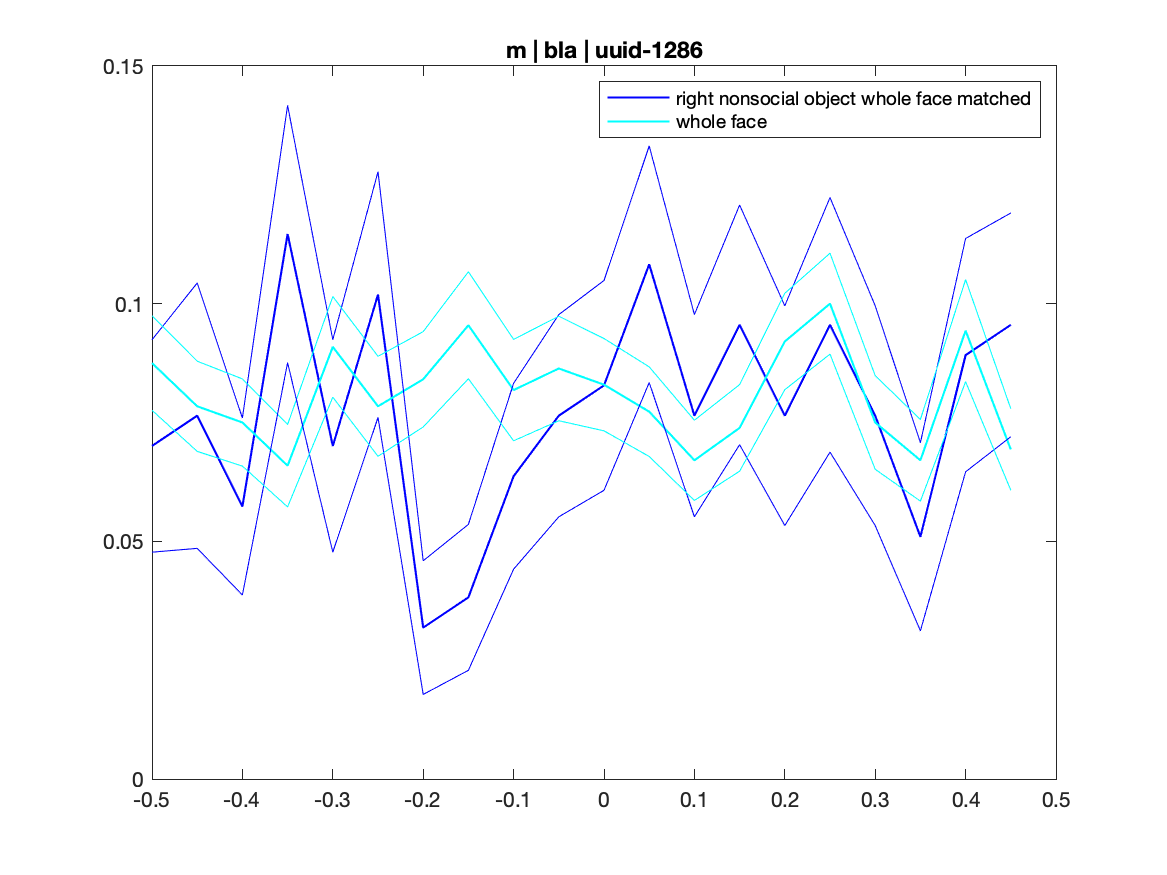 m | bla | uuid-1286
right nonsocial object whole face matched
whole face
0.15
0.1
0.05
0
-0.5 -0.4 -0.3 -0.2 -0.1 0 0.1 0.2 0.3 0.4 0.5